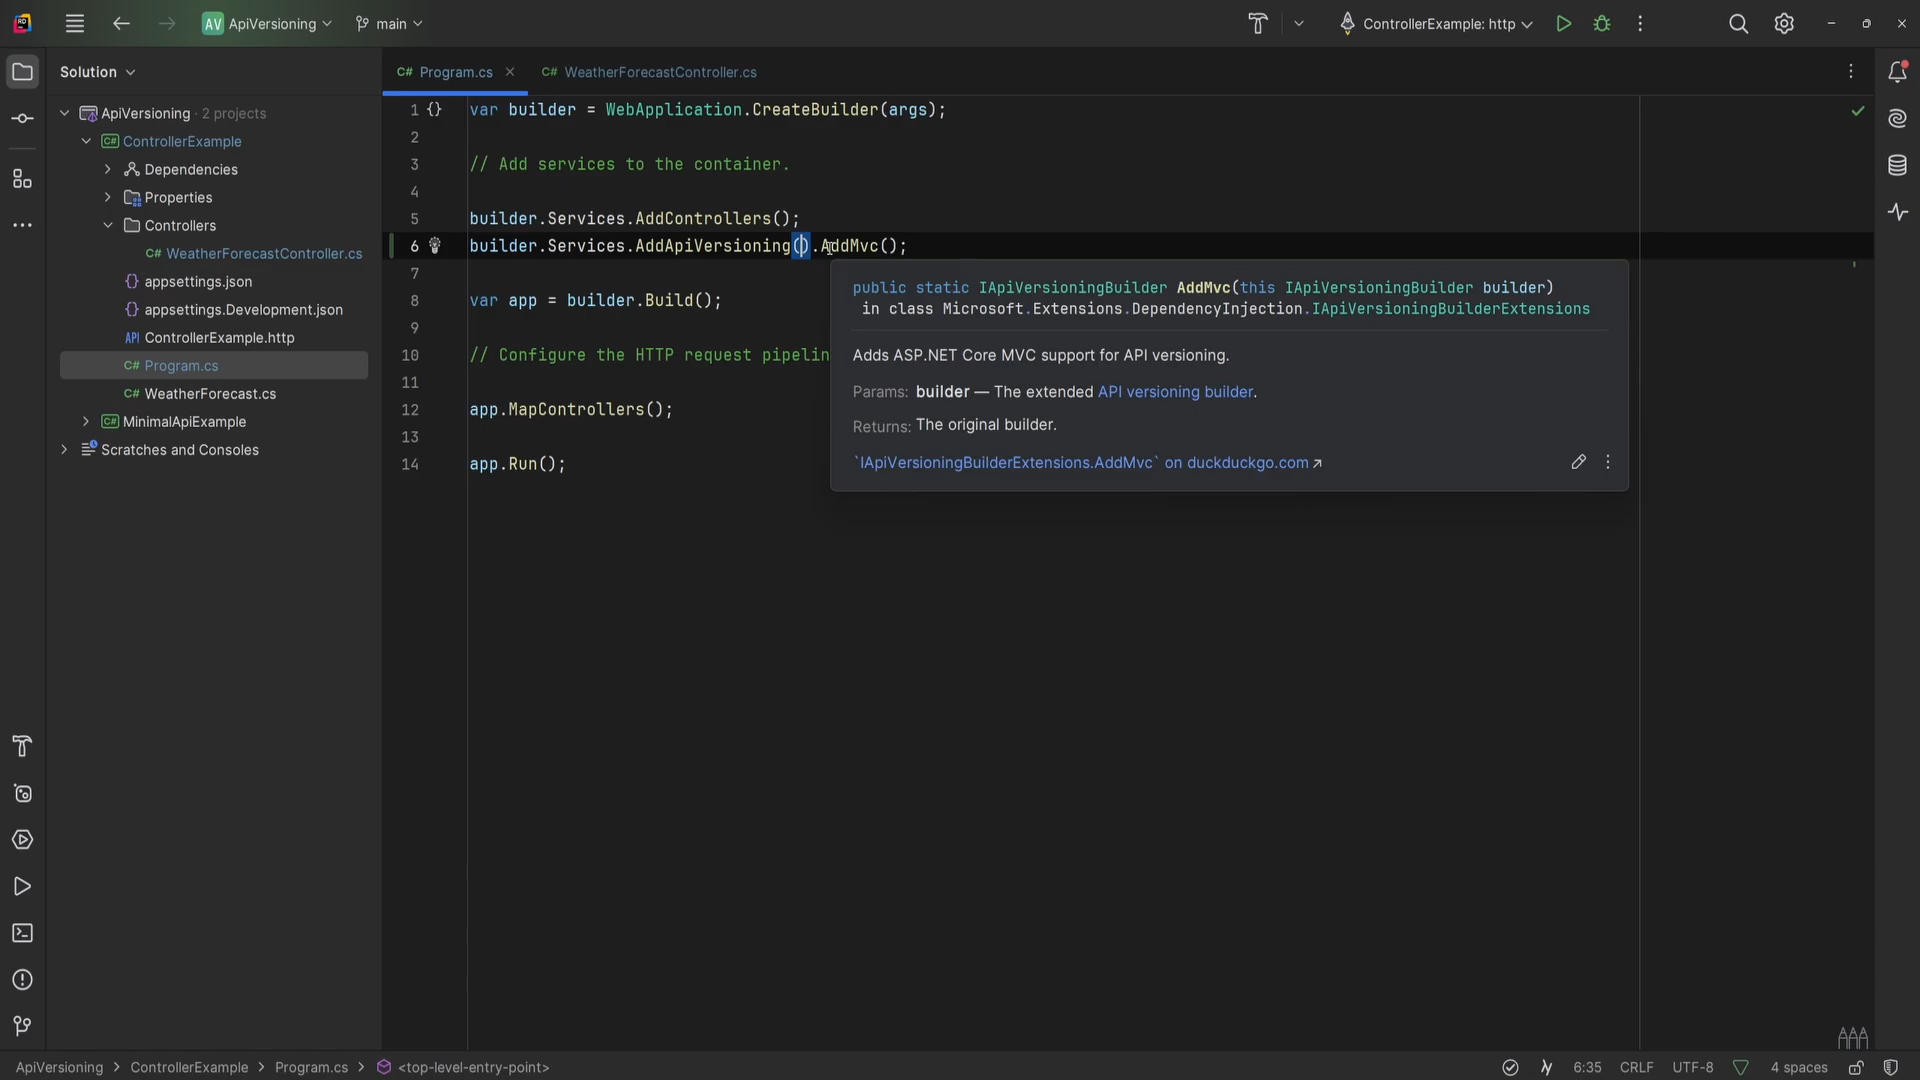 AV ApiVersioning
main
ControllerExample: http
Solution
C# Program.cs
C# WeatherForecastController.cs
ApiVersioning · 2 projects
C# ControllerExample
Dependencies
Properties
Controllers
C# WeatherForecastController.cs
{} appsettings.json
{} appsettings.Development.json
API ControllerExample.http
C# Program.cs
C# WeatherForecast.cs
C# MinimalApiExample
Scratches and Consoles
1 {} var builder = WebApplication.CreateBuilder(args);
2
3 // Add services to the container.
4
5 builder.Services.AddControllers();
6 builder.Services.AddApiVersioning().AddMvc();
7
8 var app = builder.Build();
9
10 // Configure the HTTP request pipelin
11
12 app.MapControllers();
13
14 app.Run();
public static IApiVersioningBuilder AddMvc(this IApiVersioningBuilder builder)
in class Microsoft.Extensions.DependencyInjection.IApiVersioningBuilderExtensions
Adds ASP.NET Core MVC support for API versioning.
Params: builder — The extended API versioning builder.
Returns: The original builder.
`IApiVersioningBuilderExtensions.AddMvc` on duckduckgo.com ↗
ApiVersioning > ControllerExample > Program.cs > <top-level-entry-point>
6:35 CRLF UTF-8 4 spaces